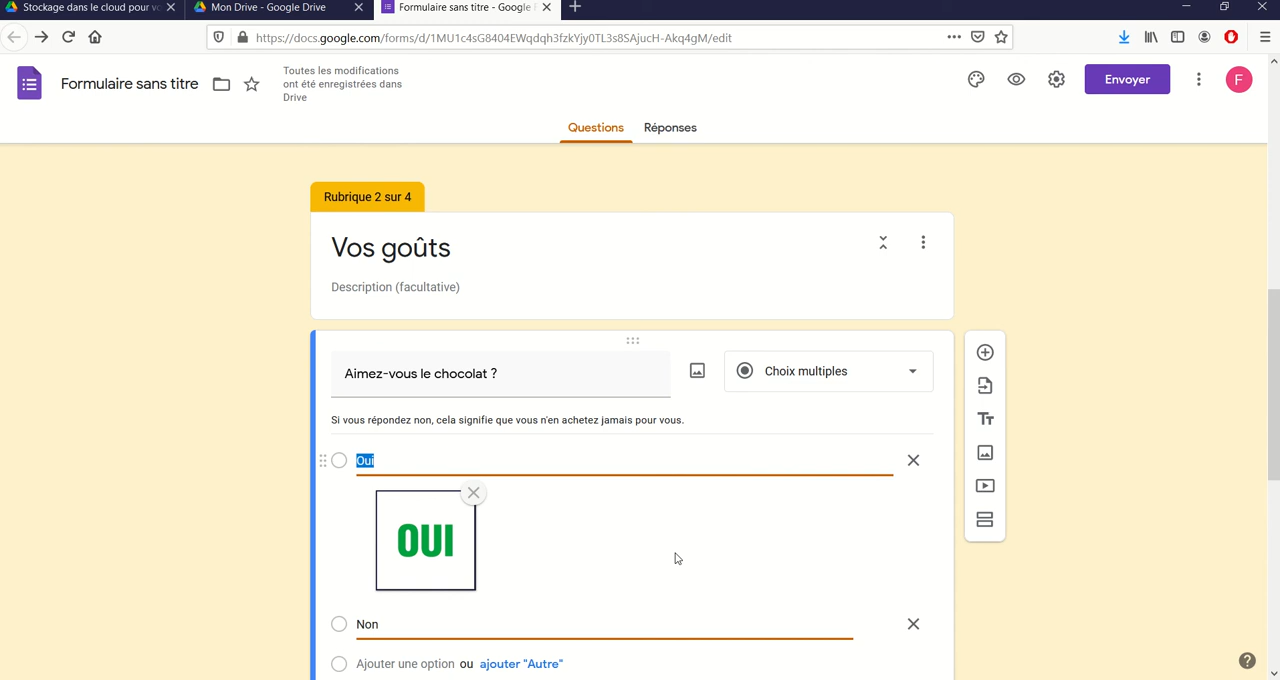 Stockage dans le cloud pour vo
Mon Drive - Google Drive
Formulaire sans titre - Google F
https://docs.google.com/forms/d/1MU1c4sG8404EWqdqh3fzkYjy0TL3s8SAjucH-Akq4gM/edit
Formulaire sans titre
Toutes les modifications
ont été enregistrées dans
Drive
Envoyer
F
Questions
Réponses
Rubrique 2 sur 4
Vos goûts
Description (facultative)
Aimez-vous le chocolat ?
Choix multiples
Si vous répondez non, cela signifie que vous n'en achetez jamais pour vous.
Oui
OUI
Non
Ajouter une option ou ajouter "Autre"